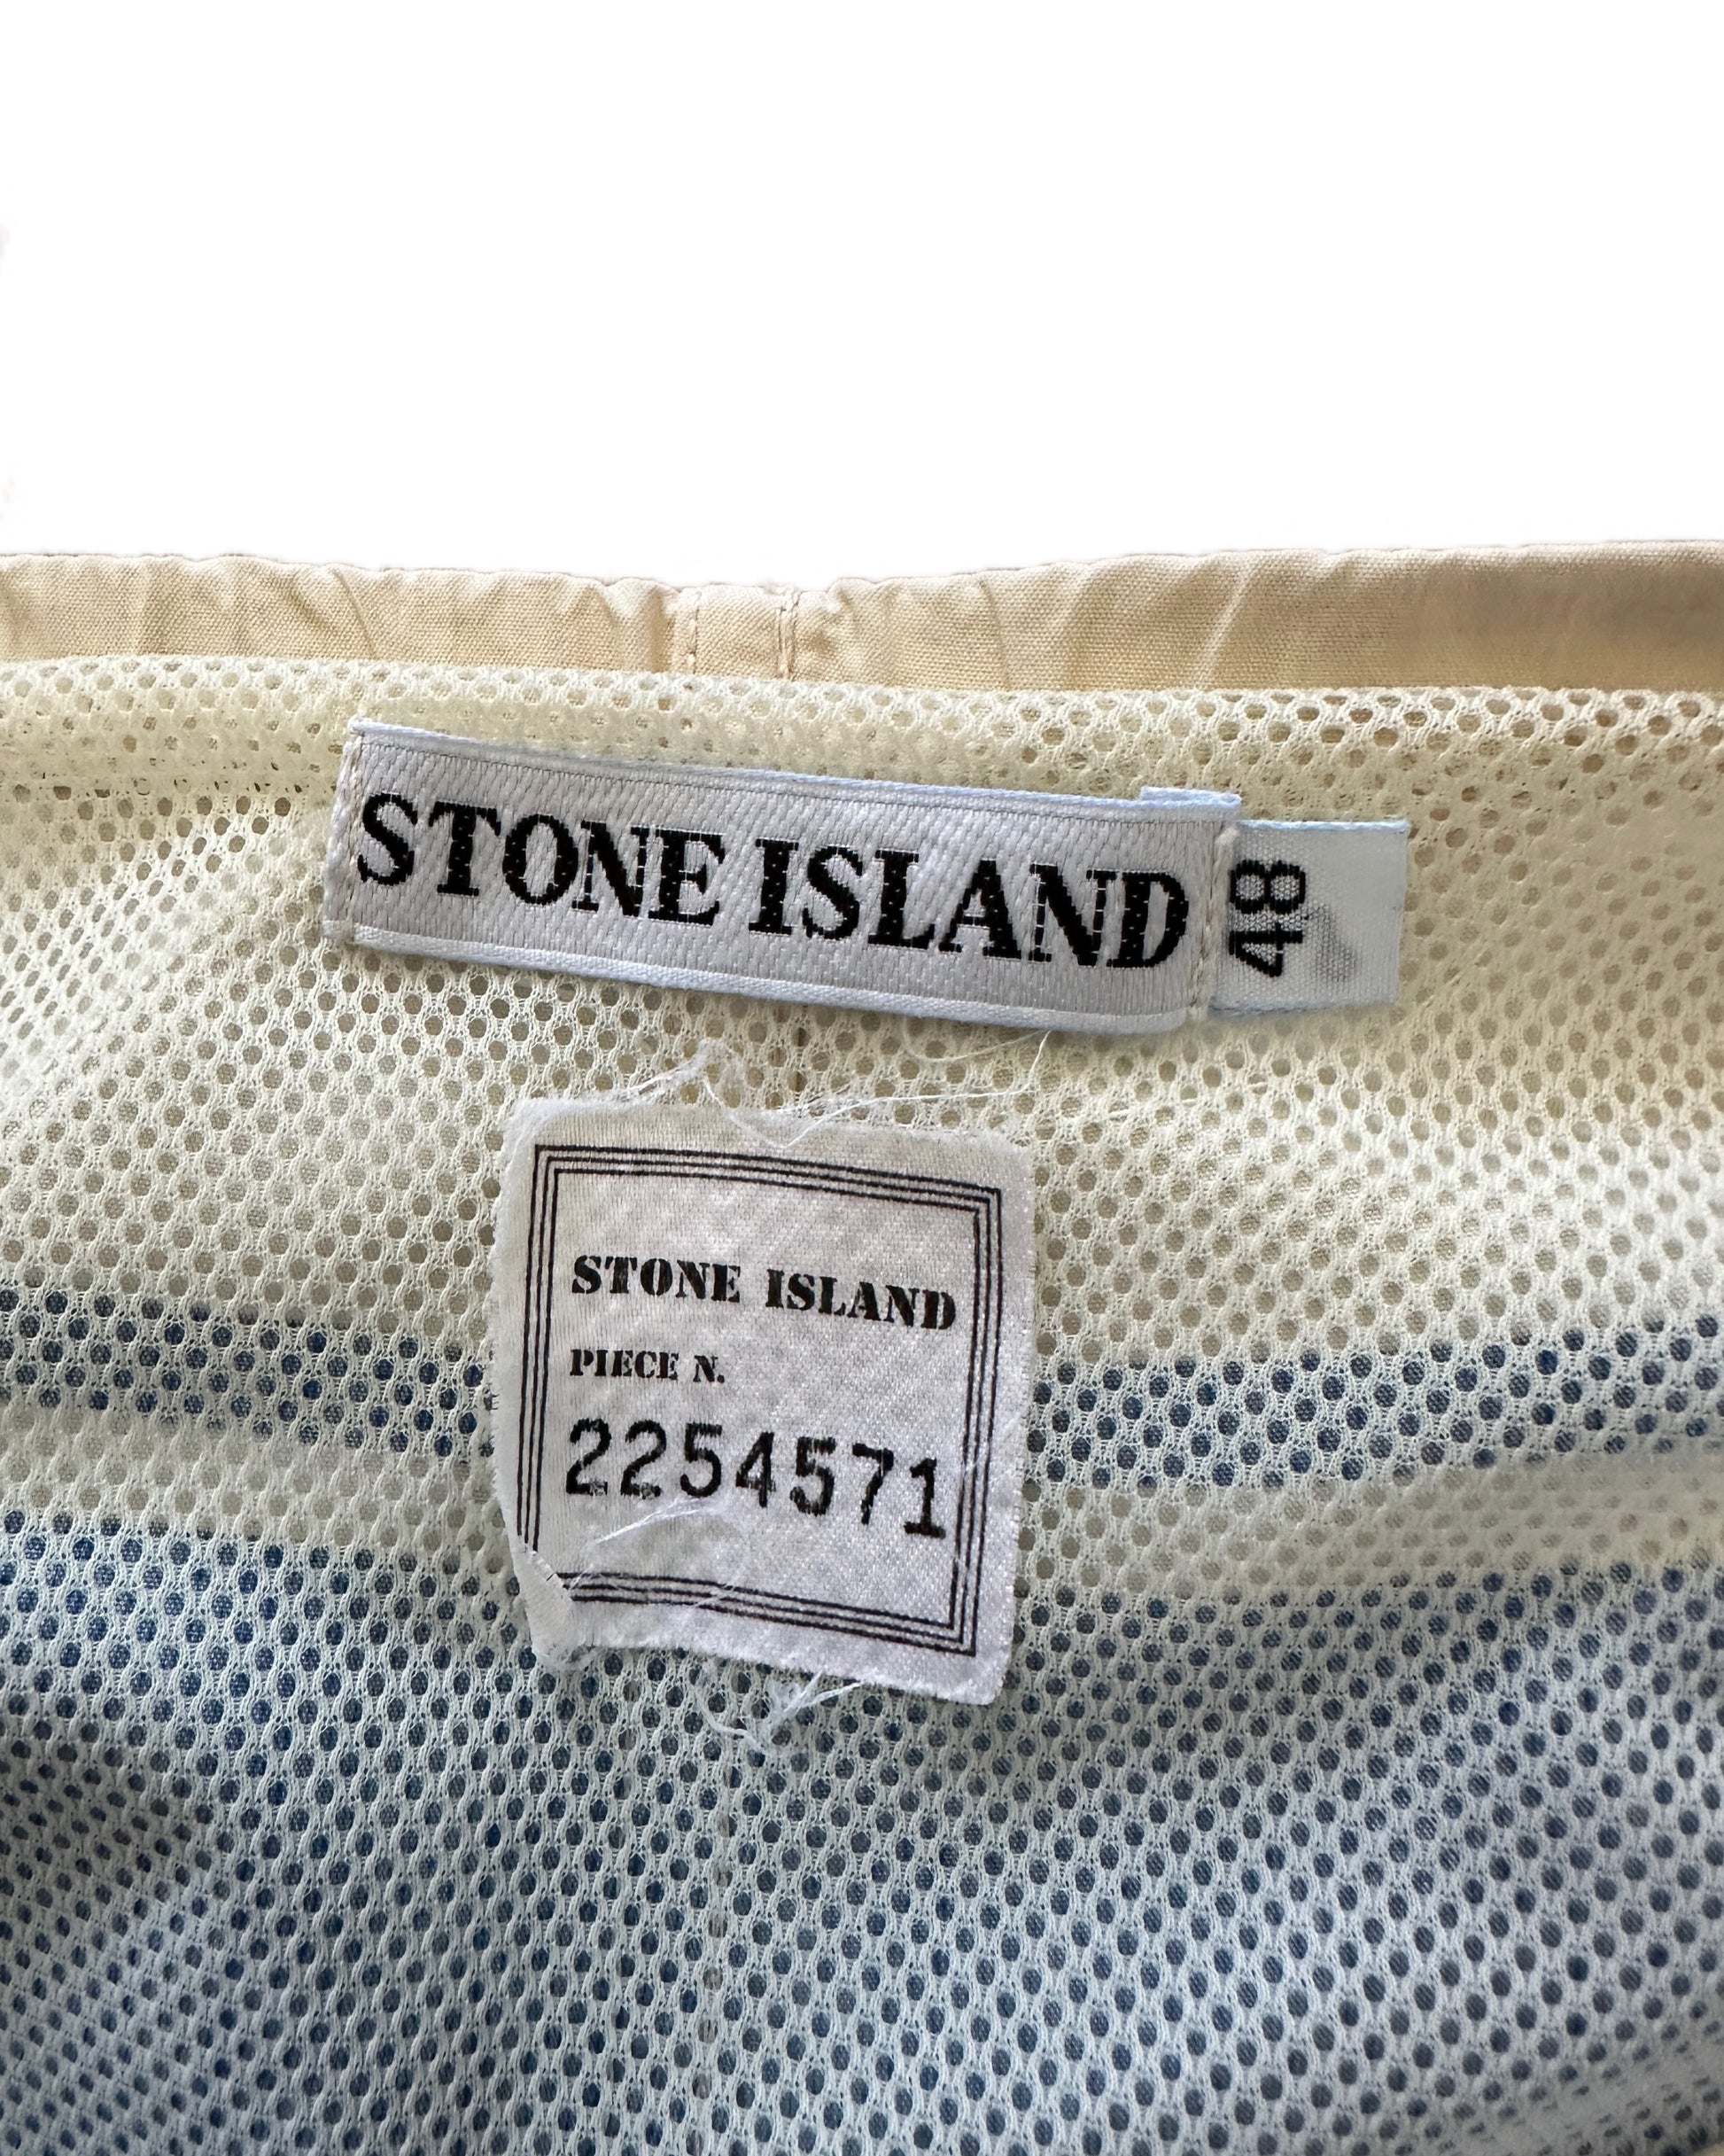 STONE ISLAND
48
STONE ISLAND
PIECE N.
2254571